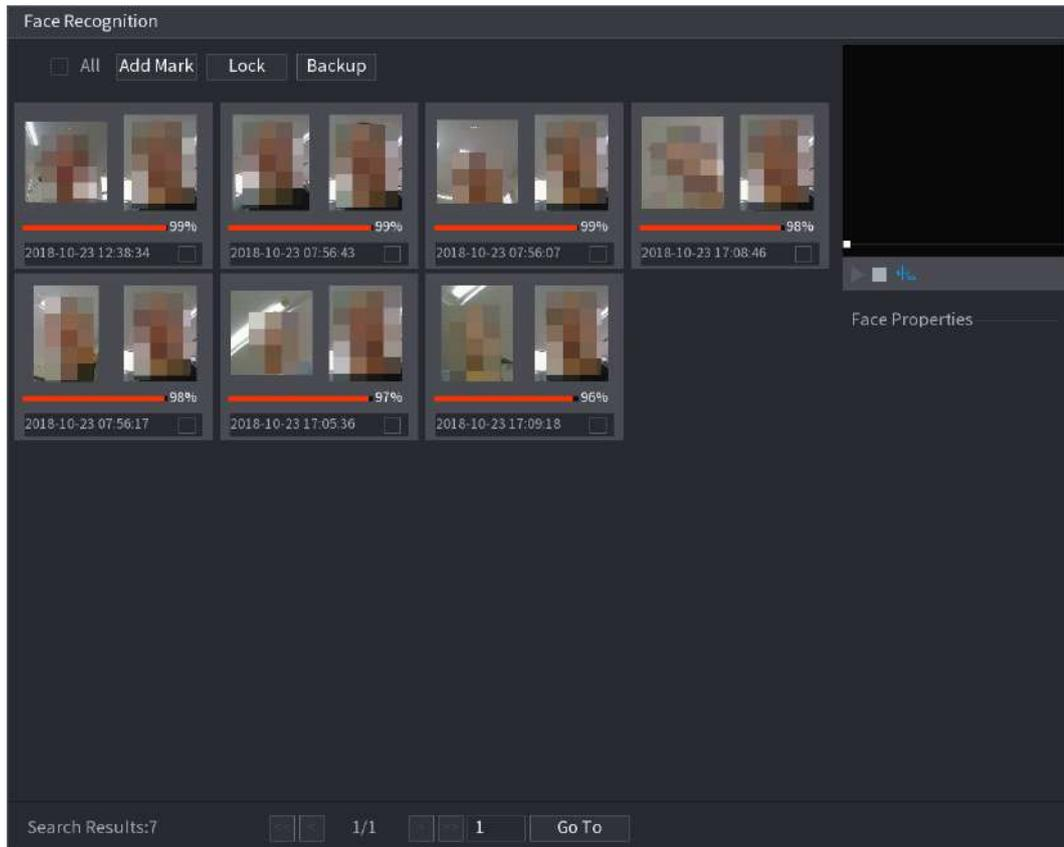 Face Recognition
All Add Mark Lock Backup
99% 99% 99% 98%
2018-10-23 12:38:34 2018-10-23 07:56:43 2018-10-23 07:56:07 2018-10-23 17:08:46
Face Properties
98% 97% 96%
2018-10-23 07:56:17 2018-10-23 17:05:36 2018-10-23 17:09:18
Search Results:7 << < 1/1 > >> 1 Go To